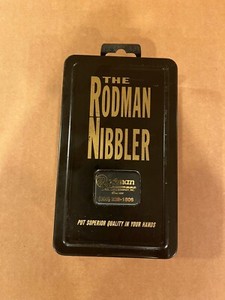 THE
RODMAN
NIBBLER
PUT SUPERIOR QUALITY IN YOUR HANDS